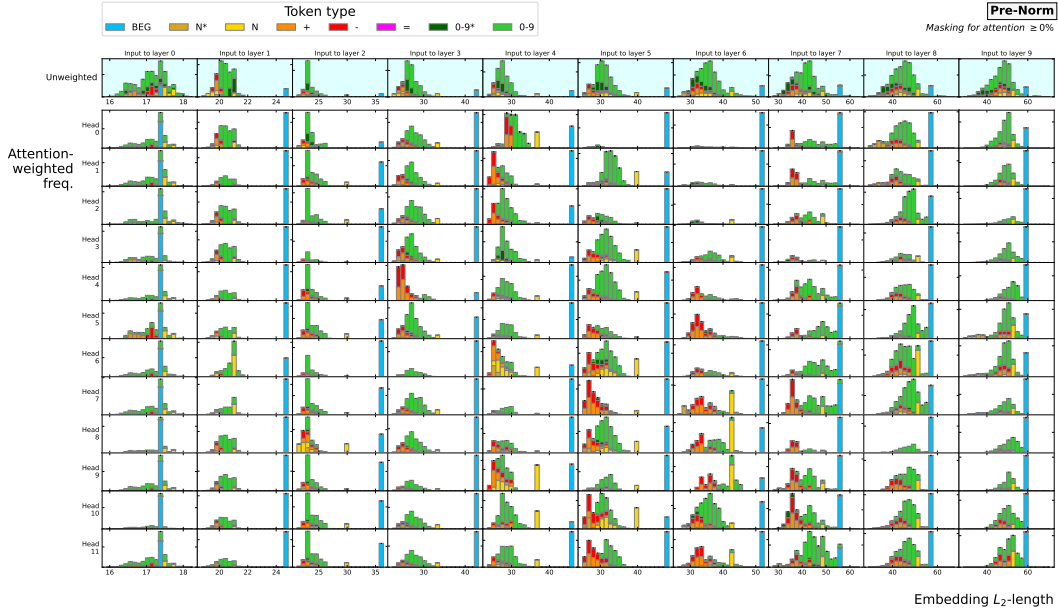 Token type
BEG N* N + - = 0-9* 0-9
Pre-Norm
Masking for attention ≥0%
Input to layer 0 Input to layer 1 Input to layer 2 Input to layer 3 Input to layer 4 Input to layer 5 Input to layer 6 Input to layer 7 Input to layer 8 Input to layer 9
Unweighted
16 17 18 20 25 30 35 30 40 30 40 30 40 30 40 50 30 40 50 60 40 60 40 60
Attention-
weighted
freq.
Head
0
Head
1
Head
2
Head
3
Head
4
Head
5
Head
6
Head
7
Head
8
Head
9
Head
10
Head
11
16 17 18 20 25 30 35 30 40 30 40 30 40 30 40 50 30 40 50 60 40 60 40 60
Embedding L2-length